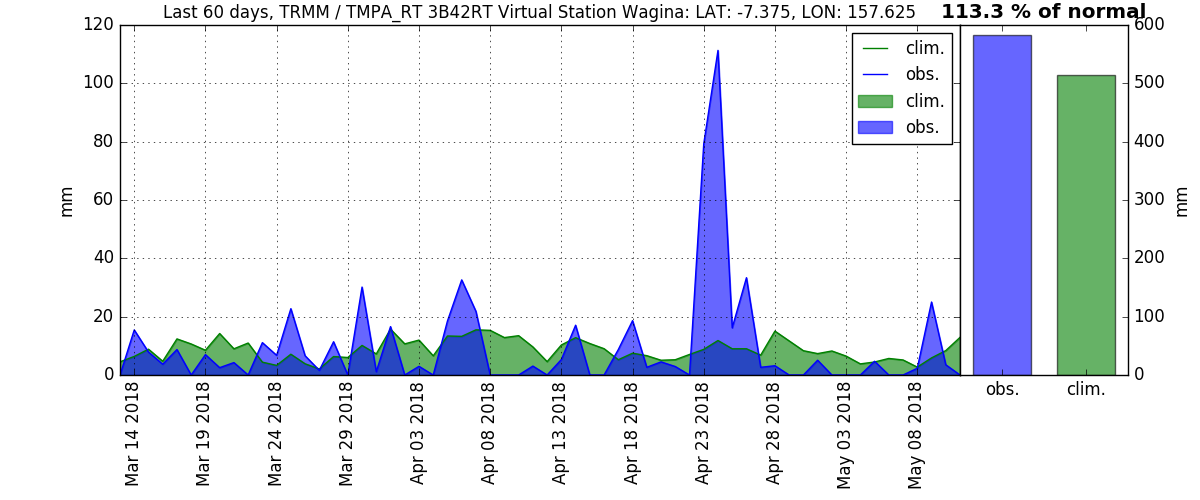 Last 60 days, TRMM / TMPA_RT 3B42RT Virtual Station Wagina: LAT: -7.375, LON: 157.625
113.3 % of normal
120
100
80
60
40
20
0
mm
clim.
obs.
clim.
obs.
600
500
400
300
200
100
0
mm
obs.
clim.
Mar 14 2018
Mar 19 2018
Mar 24 2018
Mar 29 2018
Apr 03 2018
Apr 08 2018
Apr 13 2018
Apr 18 2018
Apr 23 2018
Apr 28 2018
May 03 2018
May 08 2018